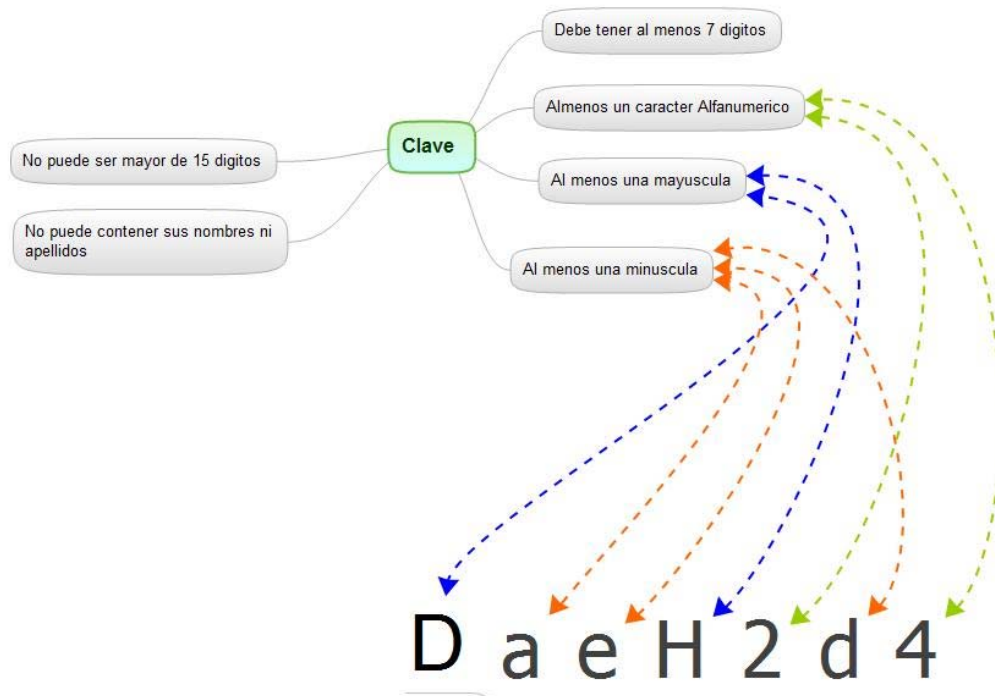 Debe tener al menos 7 digitos
Almenos un caracter Alfanumerico
Clave
No puede ser mayor de 15 digitos
Al menos una mayuscula
No puede contener sus nombres ni
apellidos
Al menos una minuscula
D a e H 2 d 4